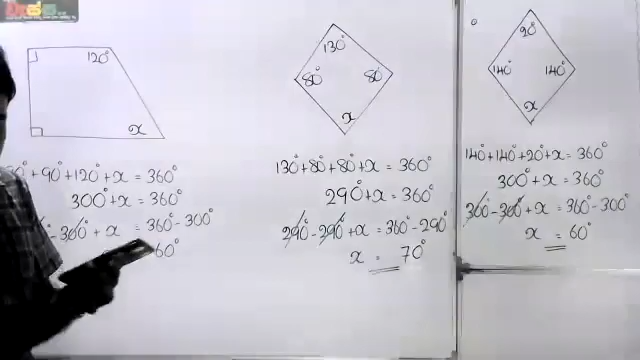 120°
x
+ 90° + 120° + x = 360°
300° + x = 360°
- 300° + x = 360° - 300°
60°
130°
80° 80°
x
130° + 80° + 80° + x = 360°
290° + x = 360°
290° - 290° + x = 360° - 290°
x = 70°
20°
140° 140°
x
140° + 140° + 20° + x = 360°
300° + x = 360°
300° - 300° + x = 360° - 300°
x = 60°